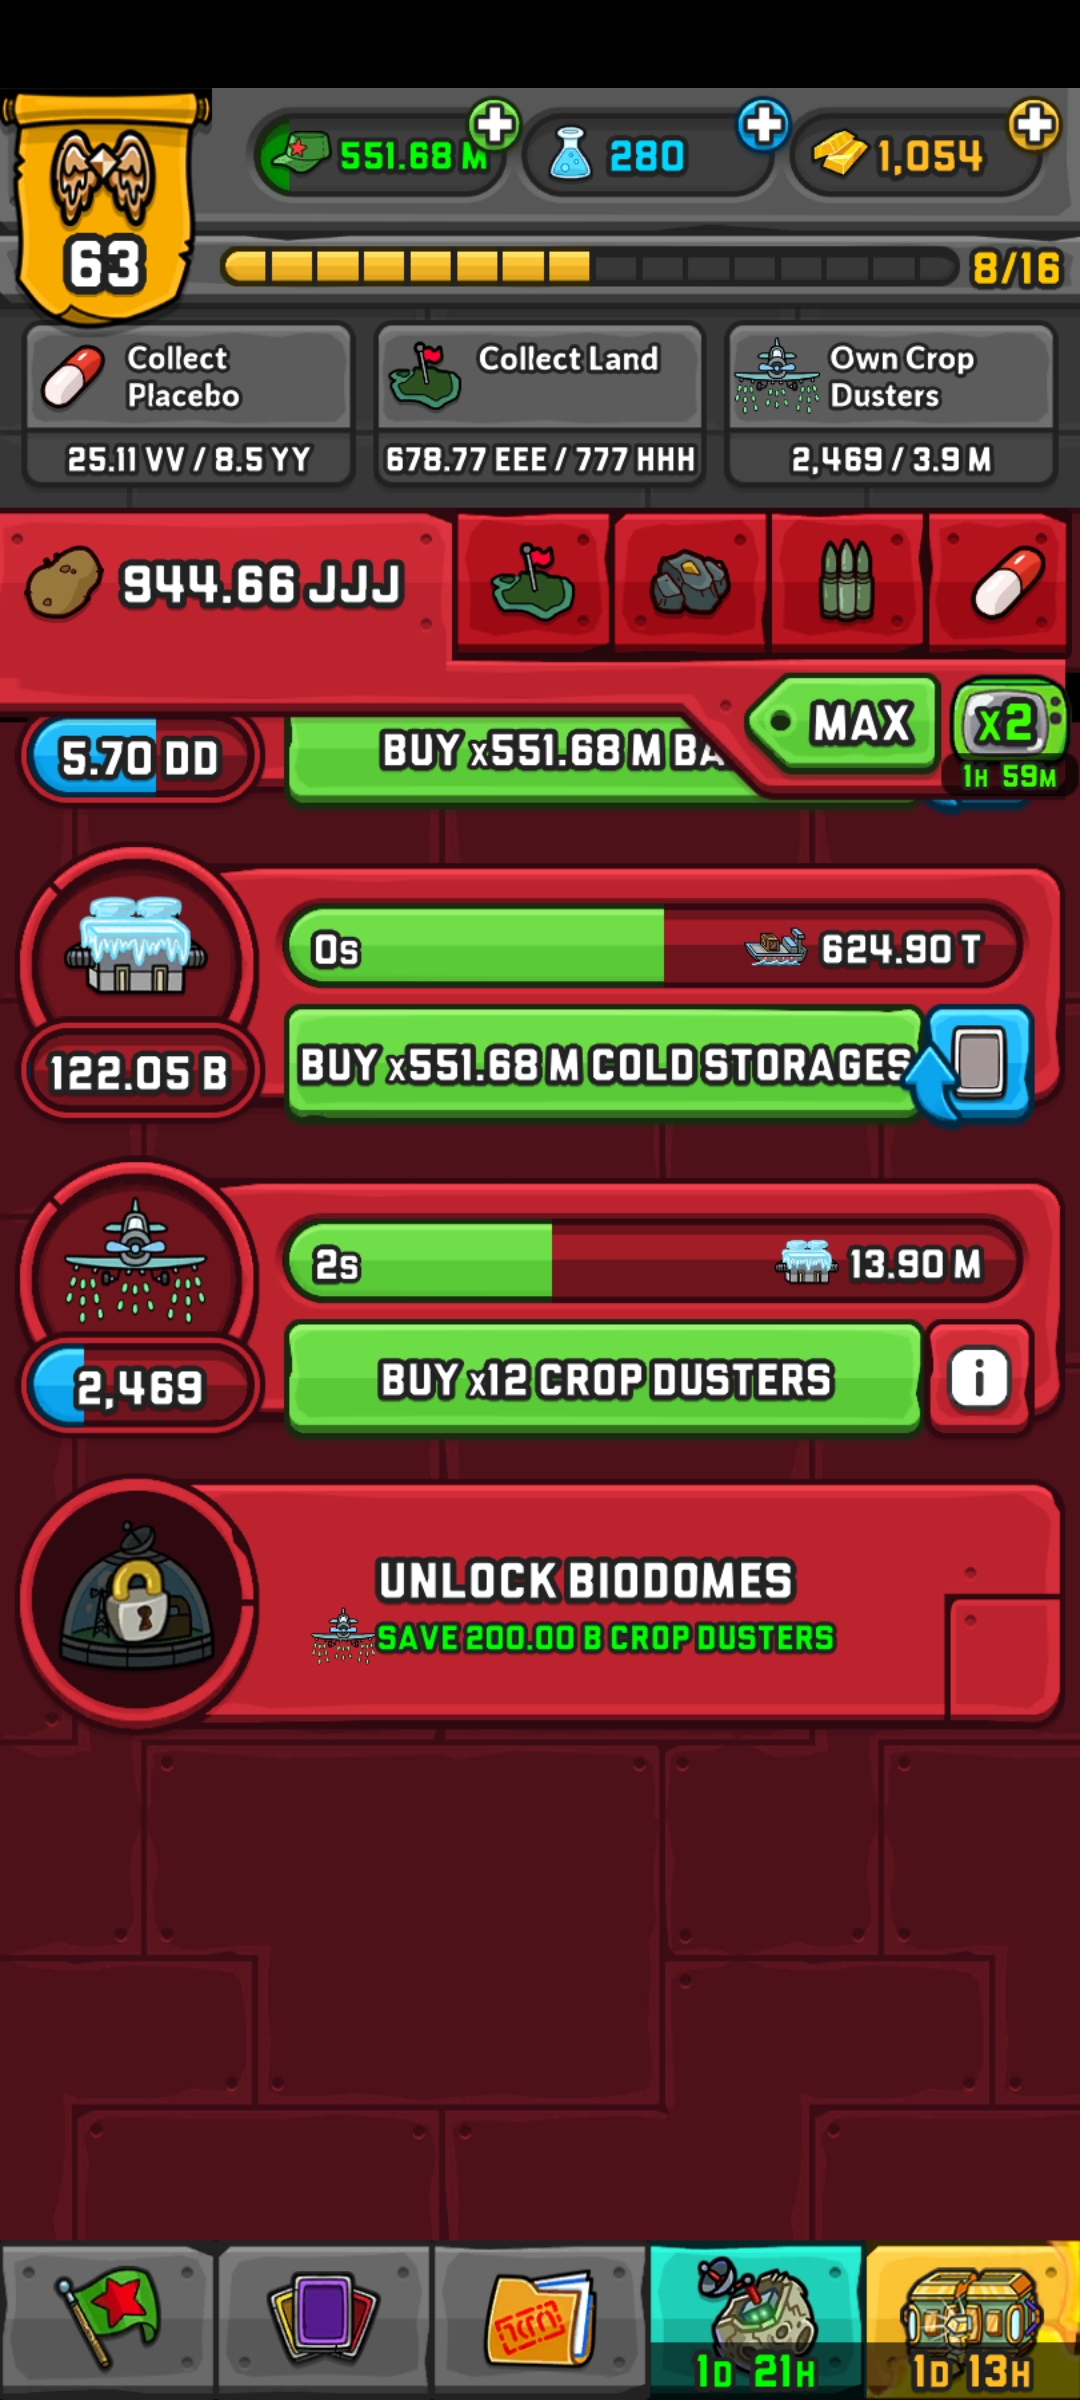 551.68 M
280
1,054
63
8/16
Collect
Placebo
25.11 VV / 8.5 YY
Collect Land
678.77 EEE / 777 HHH
Own Crop
Dusters
2,469 / 3.9 M
944.66 JJJ
MAX
x2
1H 59M
5.70 DD
BUY x551.68 M BA
0s
624.90 T
122.05 B
BUY x551.68 M COLD STORAGES
2s
13.90 M
2,469
BUY x12 CROP DUSTERS
i
UNLOCK BIODOMES
SAVE 200.00 B CROP DUSTERS
1D 21H
1D 13H